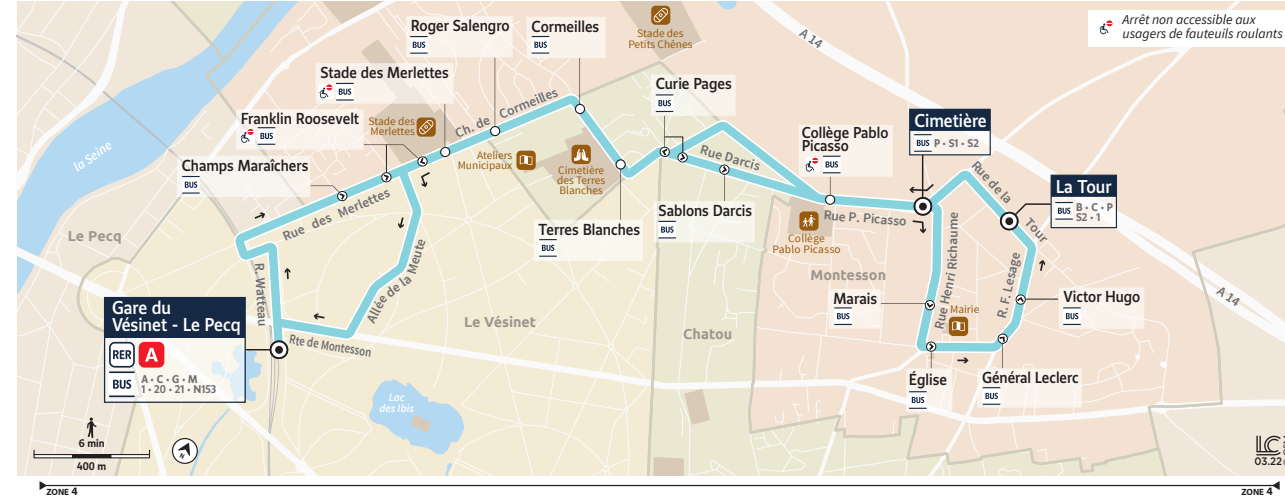 Arrêt non accessible aux
usagers de fauteuils roulants
A 14
Stade des
Petits Chênes
Roger Salengro
BUS
Cormeilles
BUS
Stade des Merlettes
BUS
Franklin Roosevelt
BUS
Stade des
Merlettes
Champs Maraîchers
BUS
Ch. de Cormeilles
Ateliers
Municipaux
Cimetière
des Terres
Blanches
Curie Pages
BUS
Collège Pablo
Picasso
BUS
Cimetière
BUS P • S1 • S2
La Tour
BUS B • C • P
S2 • 1
la Seine
Le Pecq
Rue des Merlettes
Rue Darcis
Terres Blanches
BUS
Sablons Darcis
BUS
Rue P. Picasso
Rue de la Tour
Collège
Pablo Picasso
Montesson
R. Watteau
Allée de la Meute
Rte de Montesson
Le Vésinet
Chatou
Rue Henri Richaume
R. F. Lesage
A 14
Marais
BUS
Mairie
Victor Hugo
BUS
Gare du
Vésinet - Le Pecq
RER A
BUS A • C • G • M
1 • 20 • 21 • N153
Lac
des Ibis
Église
BUS
Général Leclerc
BUS
6 min
400 m
LC
03.22
ZONE 4
ZONE 4